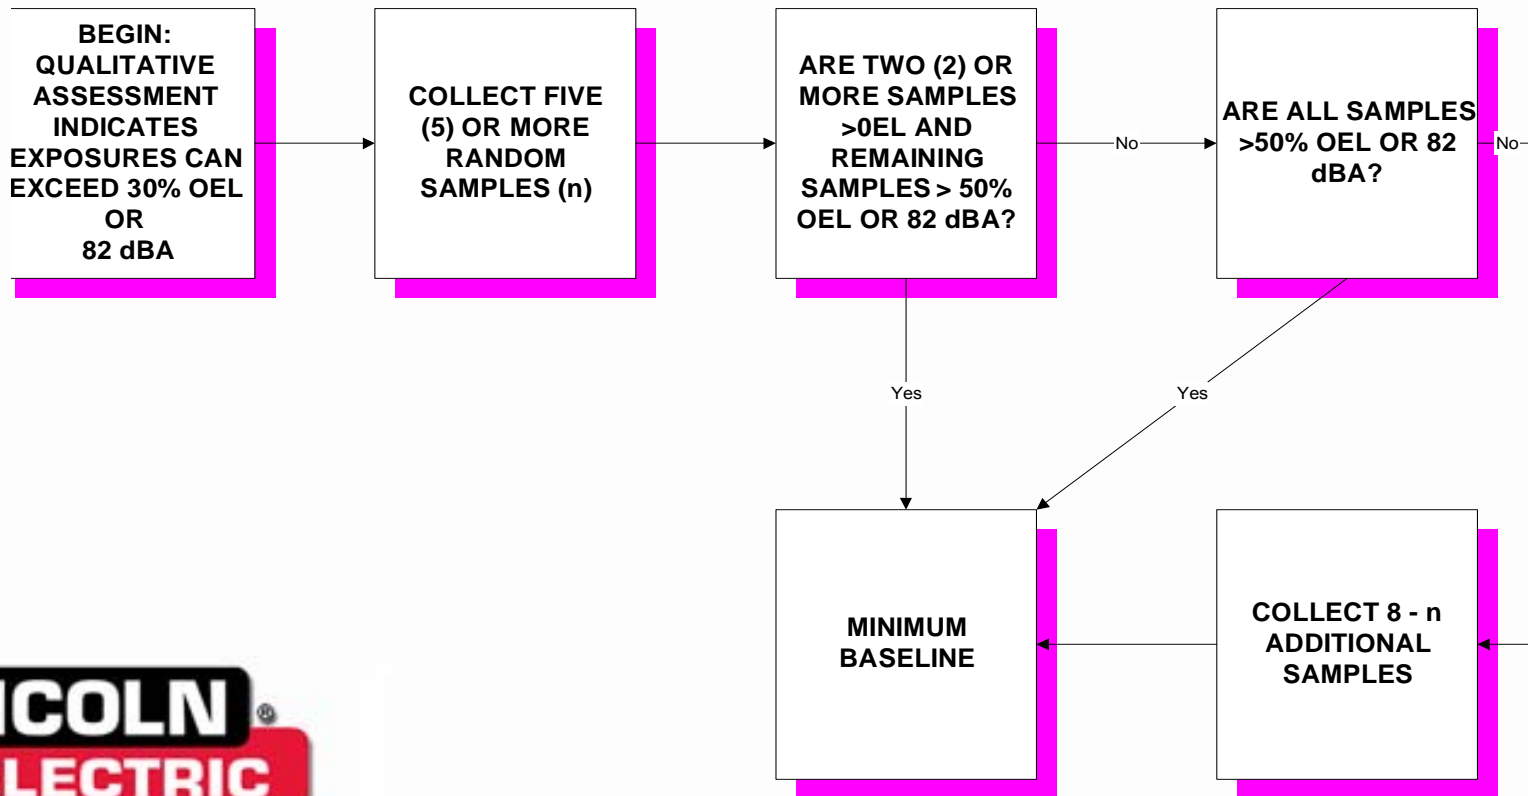 BEGIN:
QUALITATIVE
ASSESSMENT
INDICATES
EXPOSURES CAN
EXCEED 30% OEL
OR
82 dBA
COLLECT FIVE
(5) OR MORE
RANDOM
SAMPLES (n)
ARE TWO (2) OR
MORE SAMPLES
>0EL AND
REMAINING
SAMPLES > 50%
OEL OR 82 dBA?
No
ARE ALL SAMPLES
>50% OEL OR 82
dBA?
No
Yes
Yes
MINIMUM
BASELINE
COLLECT 8 - n
ADDITIONAL
SAMPLES
NCOLN ®
LECTRIC